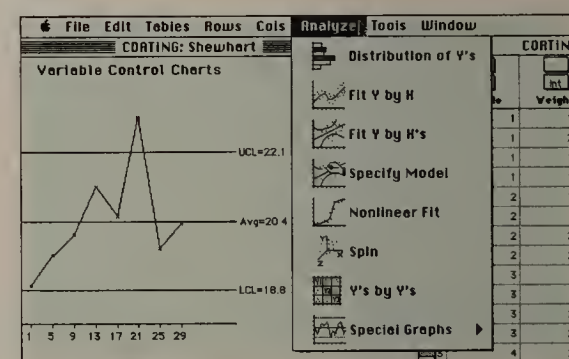 File Edit Tables Rows Cols Analyze Tools Window
COATING: Shewhart
Variable Control Charts
UCL=22.1
Avg=20.4
LCL=18.8
1 5 9 13 17 21 25 29
Distribution of Y's
Fit Y by X
Fit Y by X's
Specify Model
Nonlinear Fit
Spin
Y's by Y's
Special Graphs
CORTIN
Int
Weigh
1
1
1
1
2
2
2
2
3
3
3
3
4